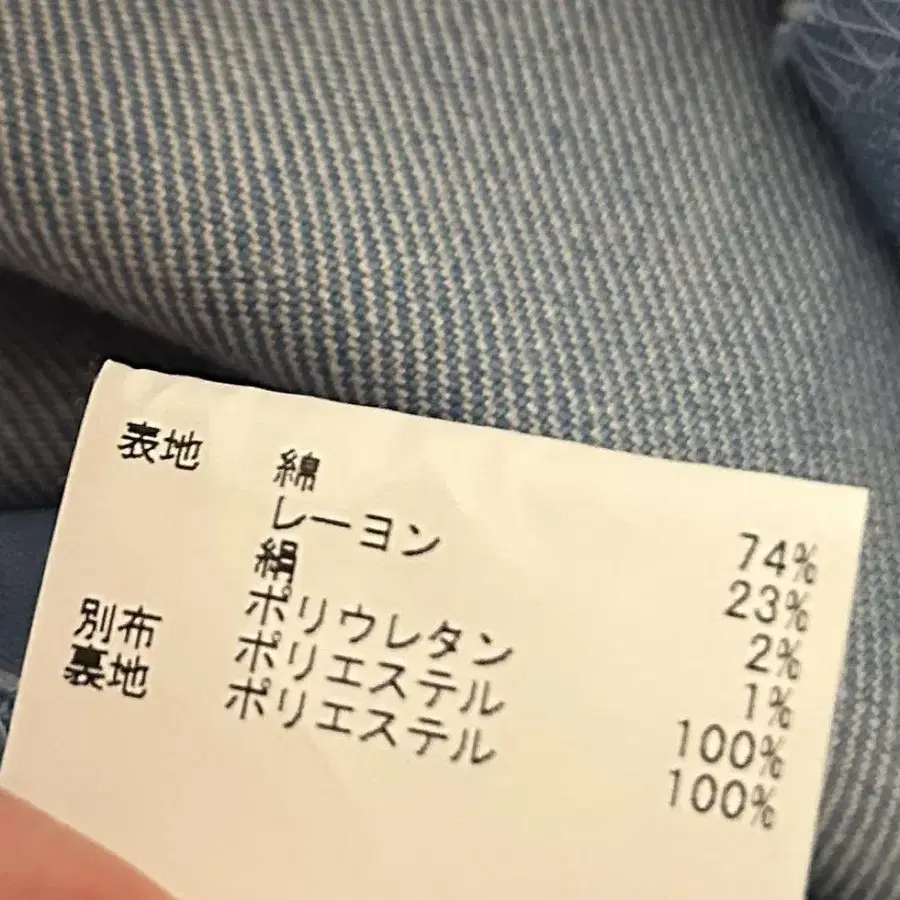 表地 綿 74%
レーヨン 23%
絹 2%
ポリウレタン 1%
別布 ポリエステル 100%
裏地 ポリエステル 100%